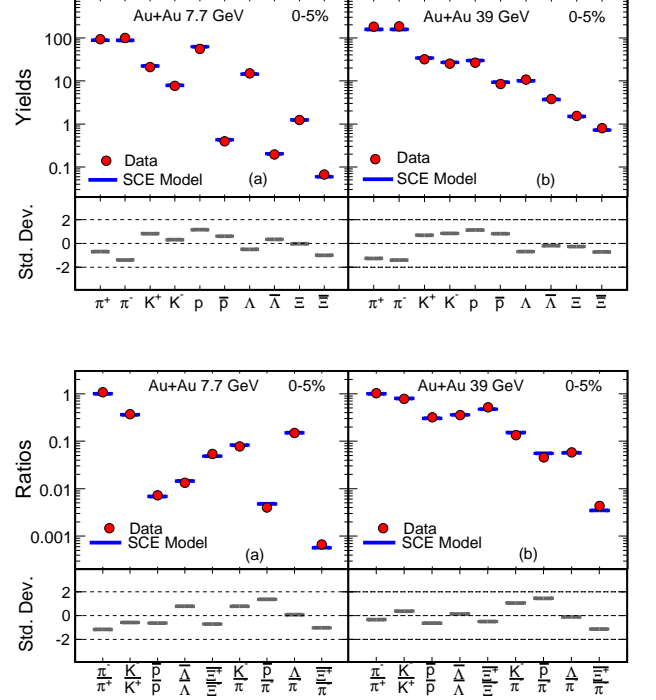 Au+Au 7.7 GeV 0-5%
Au+Au 39 GeV 0-5%
Yields
100
10
1
0.1
Data
SCE Model
(a)
Data
SCE Model
(b)
Std. Dev.
2
0
-2
π⁺ π⁻ K⁺ K⁻ p p̅ Λ Λ̅ Ξ Ξ̅
π⁺ π⁻ K⁺ K⁻ p p̅ Λ Λ̅ Ξ Ξ̅
Au+Au 7.7 GeV 0-5%
Au+Au 39 GeV 0-5%
Ratios
1
0.1
0.01
0.001
Data
SCE Model
(a)
Data
SCE Model
(b)
Std. Dev.
2
0
-2
π⁻ K⁻ p̅ Λ̅ Ξ̅⁺ K⁻ p̅ Λ Ξ̅⁺
π⁺ K⁺ p Λ Ξ⁻ π⁻ π⁻ π⁻ π⁻
π⁻ K⁻ p̅ Λ̅ Ξ̅⁺ K⁻ p̅ Λ Ξ̅⁺
π⁺ K⁺ p Λ Ξ⁻ π⁻ π⁻ π⁻ π⁻